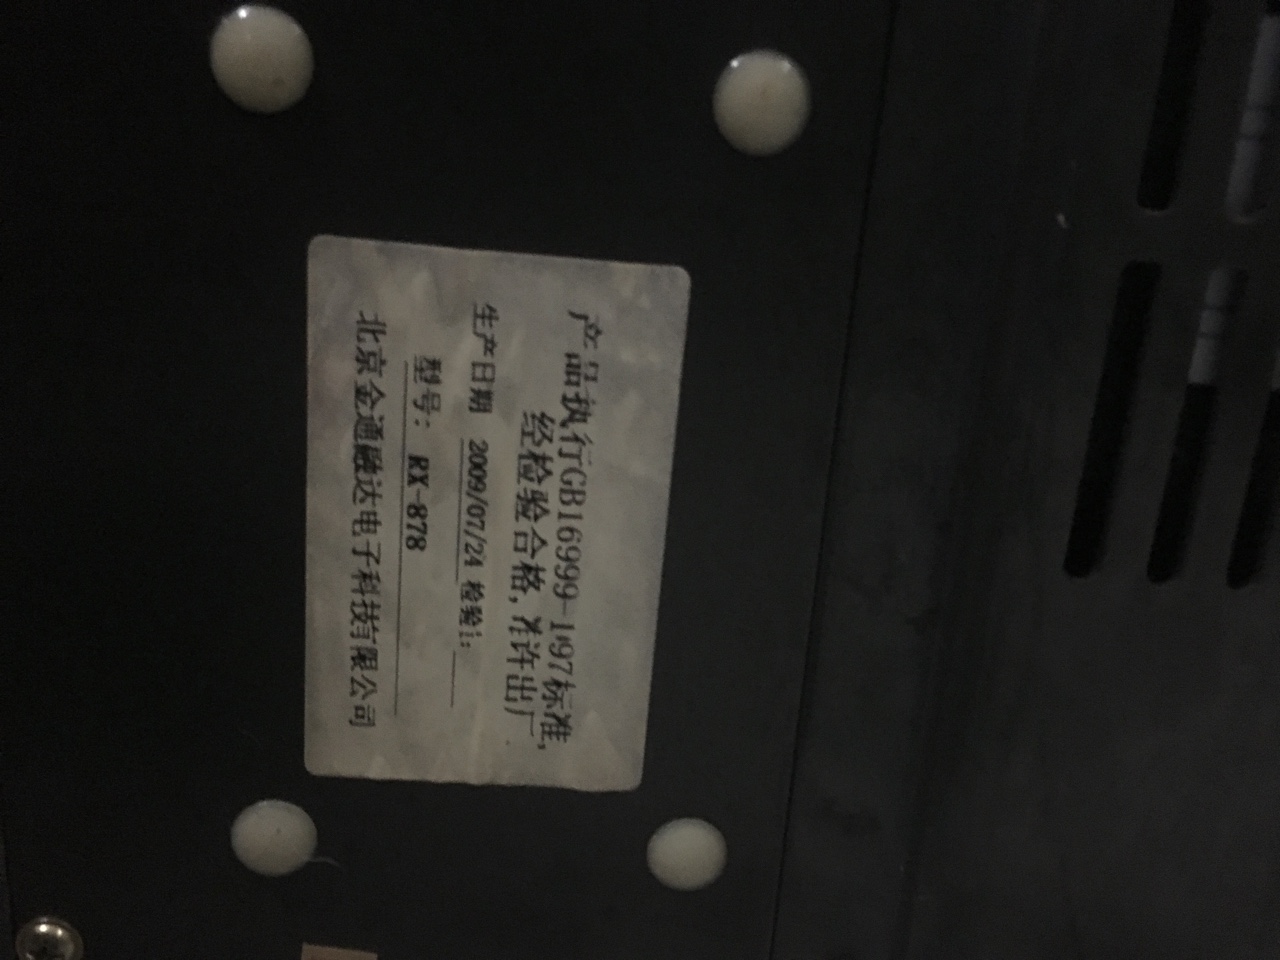 产品执行GB16999-1997标准,
经检验合格,准许出厂.
生产日期 2009/07/24 检验:
型号: RX-878
北京金通融达电子科技有限公司